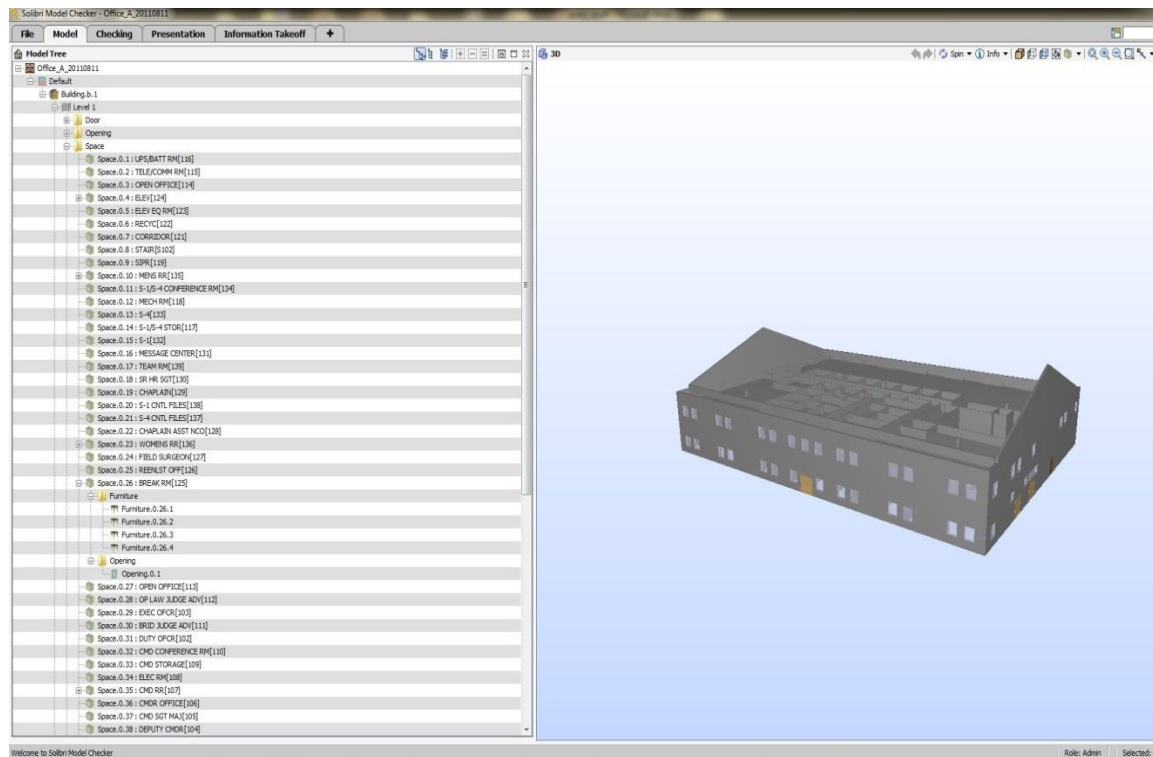 Solibri Model Checker - Office_A_20110811
File Model Checking Presentation Information Takeoff +
Model Tree
3D
Spin Info
Office_A_20110811
Default
Building.b.1
Level 1
Door
Opening
Space
Space.0.1 : UPS/BATT RM[116]
Space.0.2 : TELE/COMM RM[115]
Space.0.3 : OPEN OFFICE[114]
Space.0.4 : ELEV[124]
Space.0.5 : ELEV EQ RM[123]
Space.0.6 : RECYC[122]
Space.0.7 : CORRIDOR[121]
Space.0.8 : STAIR[S102]
Space.0.9 : SIPR[119]
Space.0.10 : MENS RR[135]
Space.0.11 : S-1/S-4 CONFERENCE RM[134]
Space.0.12 : MECH RM[118]
Space.0.13 : S-4[133]
Space.0.14 : S-1/S-4 STOR[117]
Space.0.15 : S-1[132]
Space.0.16 : MESSAGE CENTER[131]
Space.0.17 : TEAM RM[139]
Space.0.18 : SR HR SGT[130]
Space.0.19 : CHAPLAIN[129]
Space.0.20 : S-1 CNTL FILES[138]
Space.0.21 : S-4 CNTL FILES[137]
Space.0.22 : CHAPLAIN ASST NCO[128]
Space.0.23 : WOMENS RR[136]
Space.0.24 : FIELD SURGEON[127]
Space.0.25 : REENLST OFF[126]
Space.0.26 : BREAK RM[125]
Furniture
Furniture.0.26.1
Furniture.0.26.2
Furniture.0.26.3
Furniture.0.26.4
Opening
Opening.0.1
Space.0.27 : OPEN OFFICE[113]
Space.0.28 : OP LAW JUDGE ADV[112]
Space.0.29 : EXEC OFCR[103]
Space.0.30 : BRID JUDGE ADV[111]
Space.0.31 : DUTY OFCR[102]
Space.0.32 : CMD CONFERENCE RM[110]
Space.0.33 : CMD STORAGE[109]
Space.0.34 : ELEC RM[108]
Space.0.35 : CMD RR[107]
Space.0.36 : CMDR OFFICE[106]
Space.0.37 : CMD SGT MAJ[105]
Space.0.38 : DEPUTY CMDR[104]
Welcome to Solibri Model Checker
Role: Admin Selected: